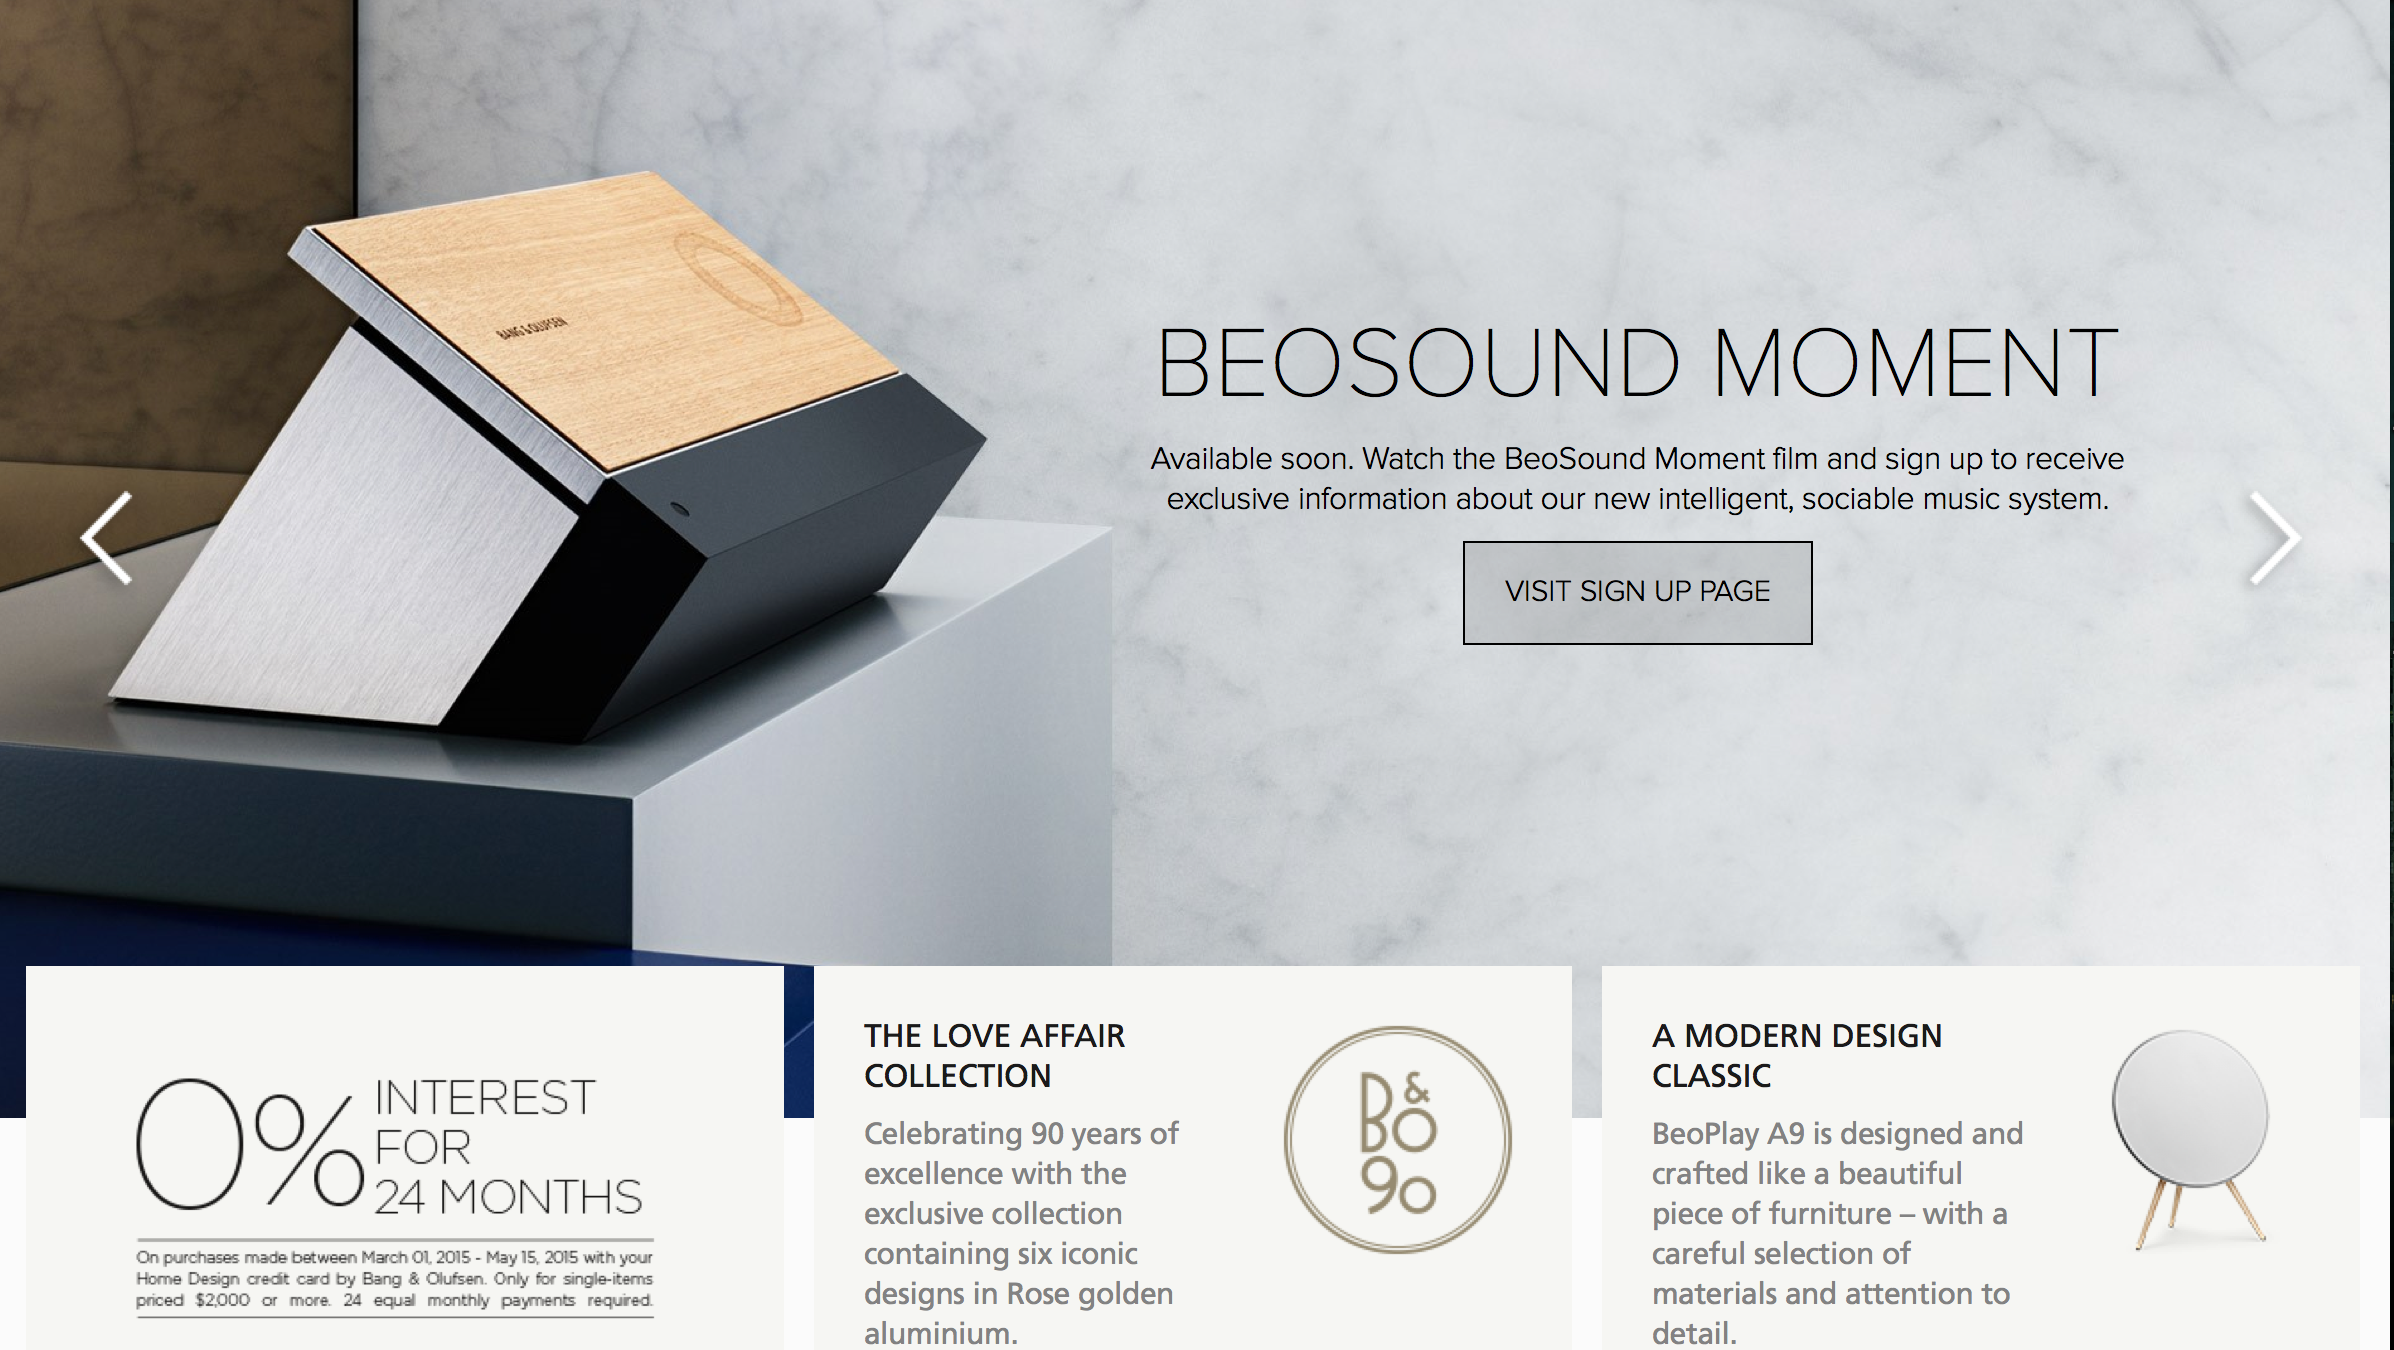 BANG & OLUFSEN
BEOSOUND MOMENT
Available soon. Watch the BeoSound Moment film and sign up to receive
exclusive information about our new intelligent, sociable music system.
VISIT SIGN UP PAGE
0% INTEREST
FOR
24 MONTHS
On purchases made between March 01, 2015 - May 15, 2015 with your
Home Design credit card by Bang & Olufsen. Only for single-items
priced $2,000 or more. 24 equal monthly payments required.
THE LOVE AFFAIR
COLLECTION
Celebrating 90 years of
excellence with the
exclusive collection
containing six iconic
designs in Rose golden
aluminium.
B&O
90
A MODERN DESIGN
CLASSIC
BeoPlay A9 is designed and
crafted like a beautiful
piece of furniture – with a
careful selection of
materials and attention to
detail.